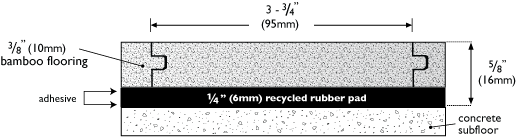 3 - 3/4"
(95mm)
3/8" (10mm)
bamboo flooring
5/8"
(16mm)
adhesive
1/4" (6mm) recycled rubber pad
concrete
subfloor